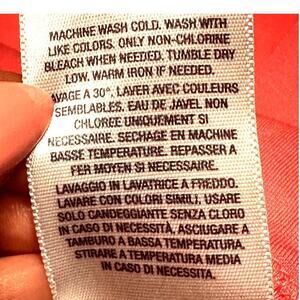 MACHINE WASH COLD. WASH WITH
LIKE COLORS. ONLY NON-CHLORINE
BLEACH WHEN NEEDED. TUMBLE DRY
LOW. WARM IRON IF NEEDED.
AVAGE A 30°. LAVER AVEC COULEURS
SEMBLABLES. EAU DE JAVEL NON
CHLOREE UNIQUEMENT SI
NECESSAIRE. SECHAGE EN MACHINE
BASSE TEMPERATURE. REPASSER A
FER MOYEN SI NECESSAIRE.
LAVAGGIO IN LAVATRICE A FREDDO.
LAVARE CON COLORI SIMILI. USARE
SOLO CANDEGGIANTE SENZA CLORO
IN CASO DI NECESSITÀ, ASCIUGARE A
TAMBURO A BASSA TEMPERATURA.
STIRARE A TEMPERATURA MEDIA
IN CASO DI NECESSITA.